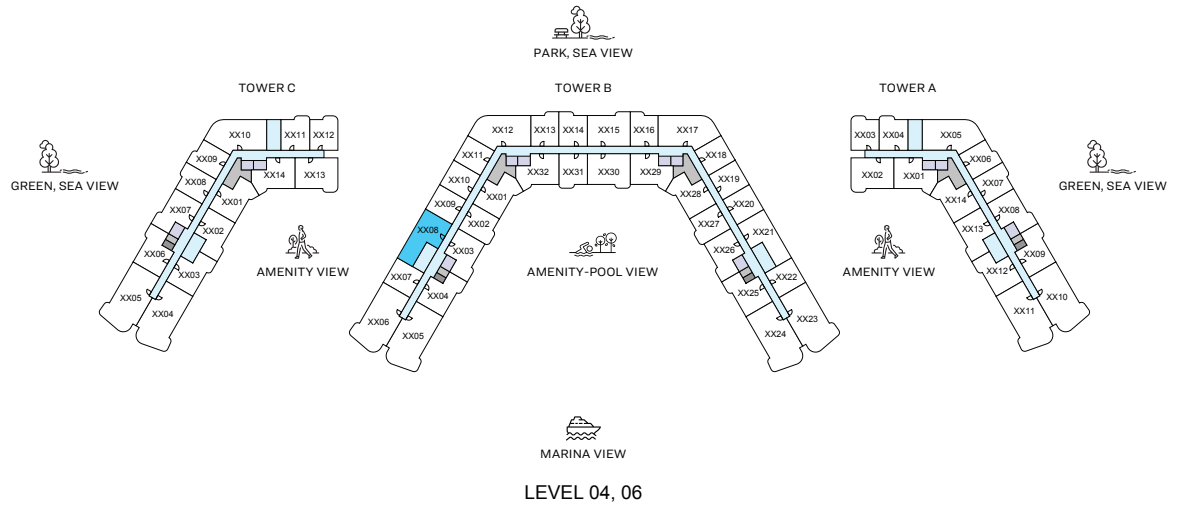 PARK, SEA VIEW
TOWER C
TOWER B
TOWER A
GREEN, SEA VIEW
GREEN, SEA VIEW
XX10
XX11
XX12
XX09
XX08
XX14
XX13
XX01
XX07
XX02
XX06
XX03
XX05
XX04
AMENITY VIEW
XX12
XX13
XX14
XX15
XX16
XX17
XX11
XX18
XX10
XX32
XX31
XX30
XX29
XX19
XX09
XX01
XX28
XX20
XX08
XX02
XX27
XX21
XX03
XX26
XX07
XX22
XX04
XX25
XX06
XX23
XX05
XX24
AMENITY-POOL VIEW
XX03
XX04
XX05
XX06
XX02
XX01
XX07
XX14
XX08
XX13
XX09
XX12
XX10
XX11
AMENITY VIEW
MARINA VIEW
LEVEL 04, 06